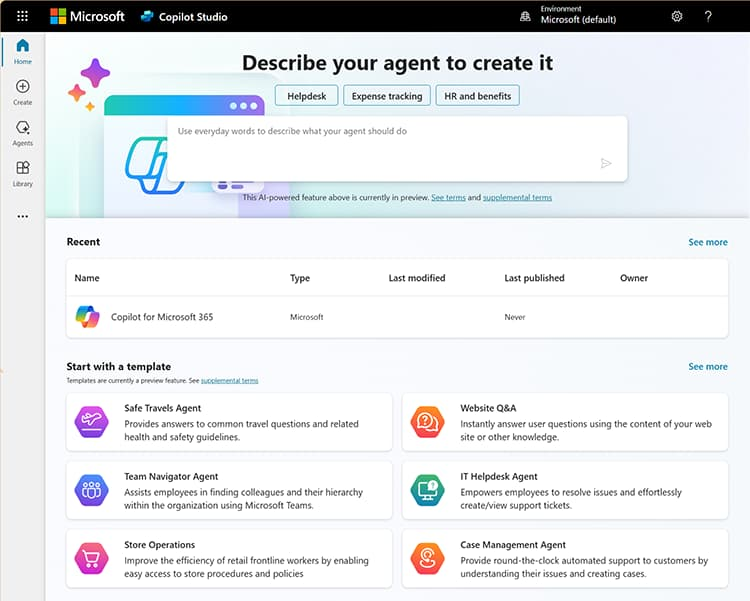 Microsoft
Copilot Studio
Environment
Microsoft (default)
?
Home
Create
Agents
Library
...
Describe your agent to create it
Helpdesk
Expense tracking
HR and benefits
Use everyday words to describe what your agent should do
This AI-powered feature above is currently in preview. See terms and supplemental terms
Recent
See more
Name
Type
Last modified
Last published
Owner
Copilot for Microsoft 365
Microsoft
Never
Start with a template
See more
Templates are currently a preview feature. See supplemental terms
Safe Travels Agent
Provides answers to common travel questions and related
health and safety guidelines.
Website Q&A
Instantly answer user questions using the content of your web
site or other knowledge.
Team Navigator Agent
Assists employees in finding colleagues and their hierarchy
within the organization using Microsoft Teams.
IT Helpdesk Agent
Empowers employees to resolve issues and effortlessly
create/view support tickets.
Store Operations
Improve the efficiency of retail frontline workers by enabling
easy access to store procedures and policies
Case Management Agent
Provide round-the-clock automated support to customers by
understanding their issues and creating cases.